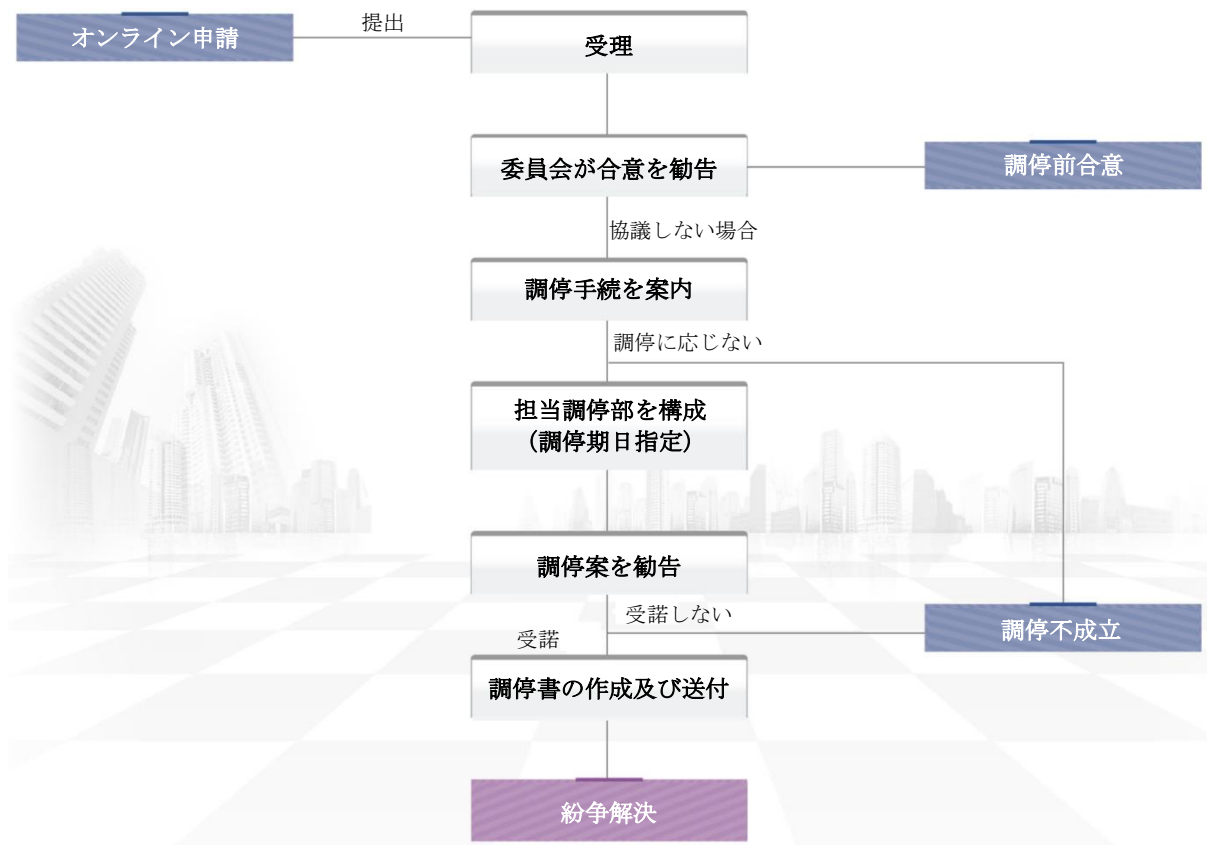 オンライン申請
提出
受理
委員会が合意を勧告
調停前合意
協議しない場合
調停手続を案内
調停に応じない
担当調停部を構成
(調停期日指定)
調停案を勧告
受諾しない
調停不成立
受諾
調停書の作成及び送付
紛争解決